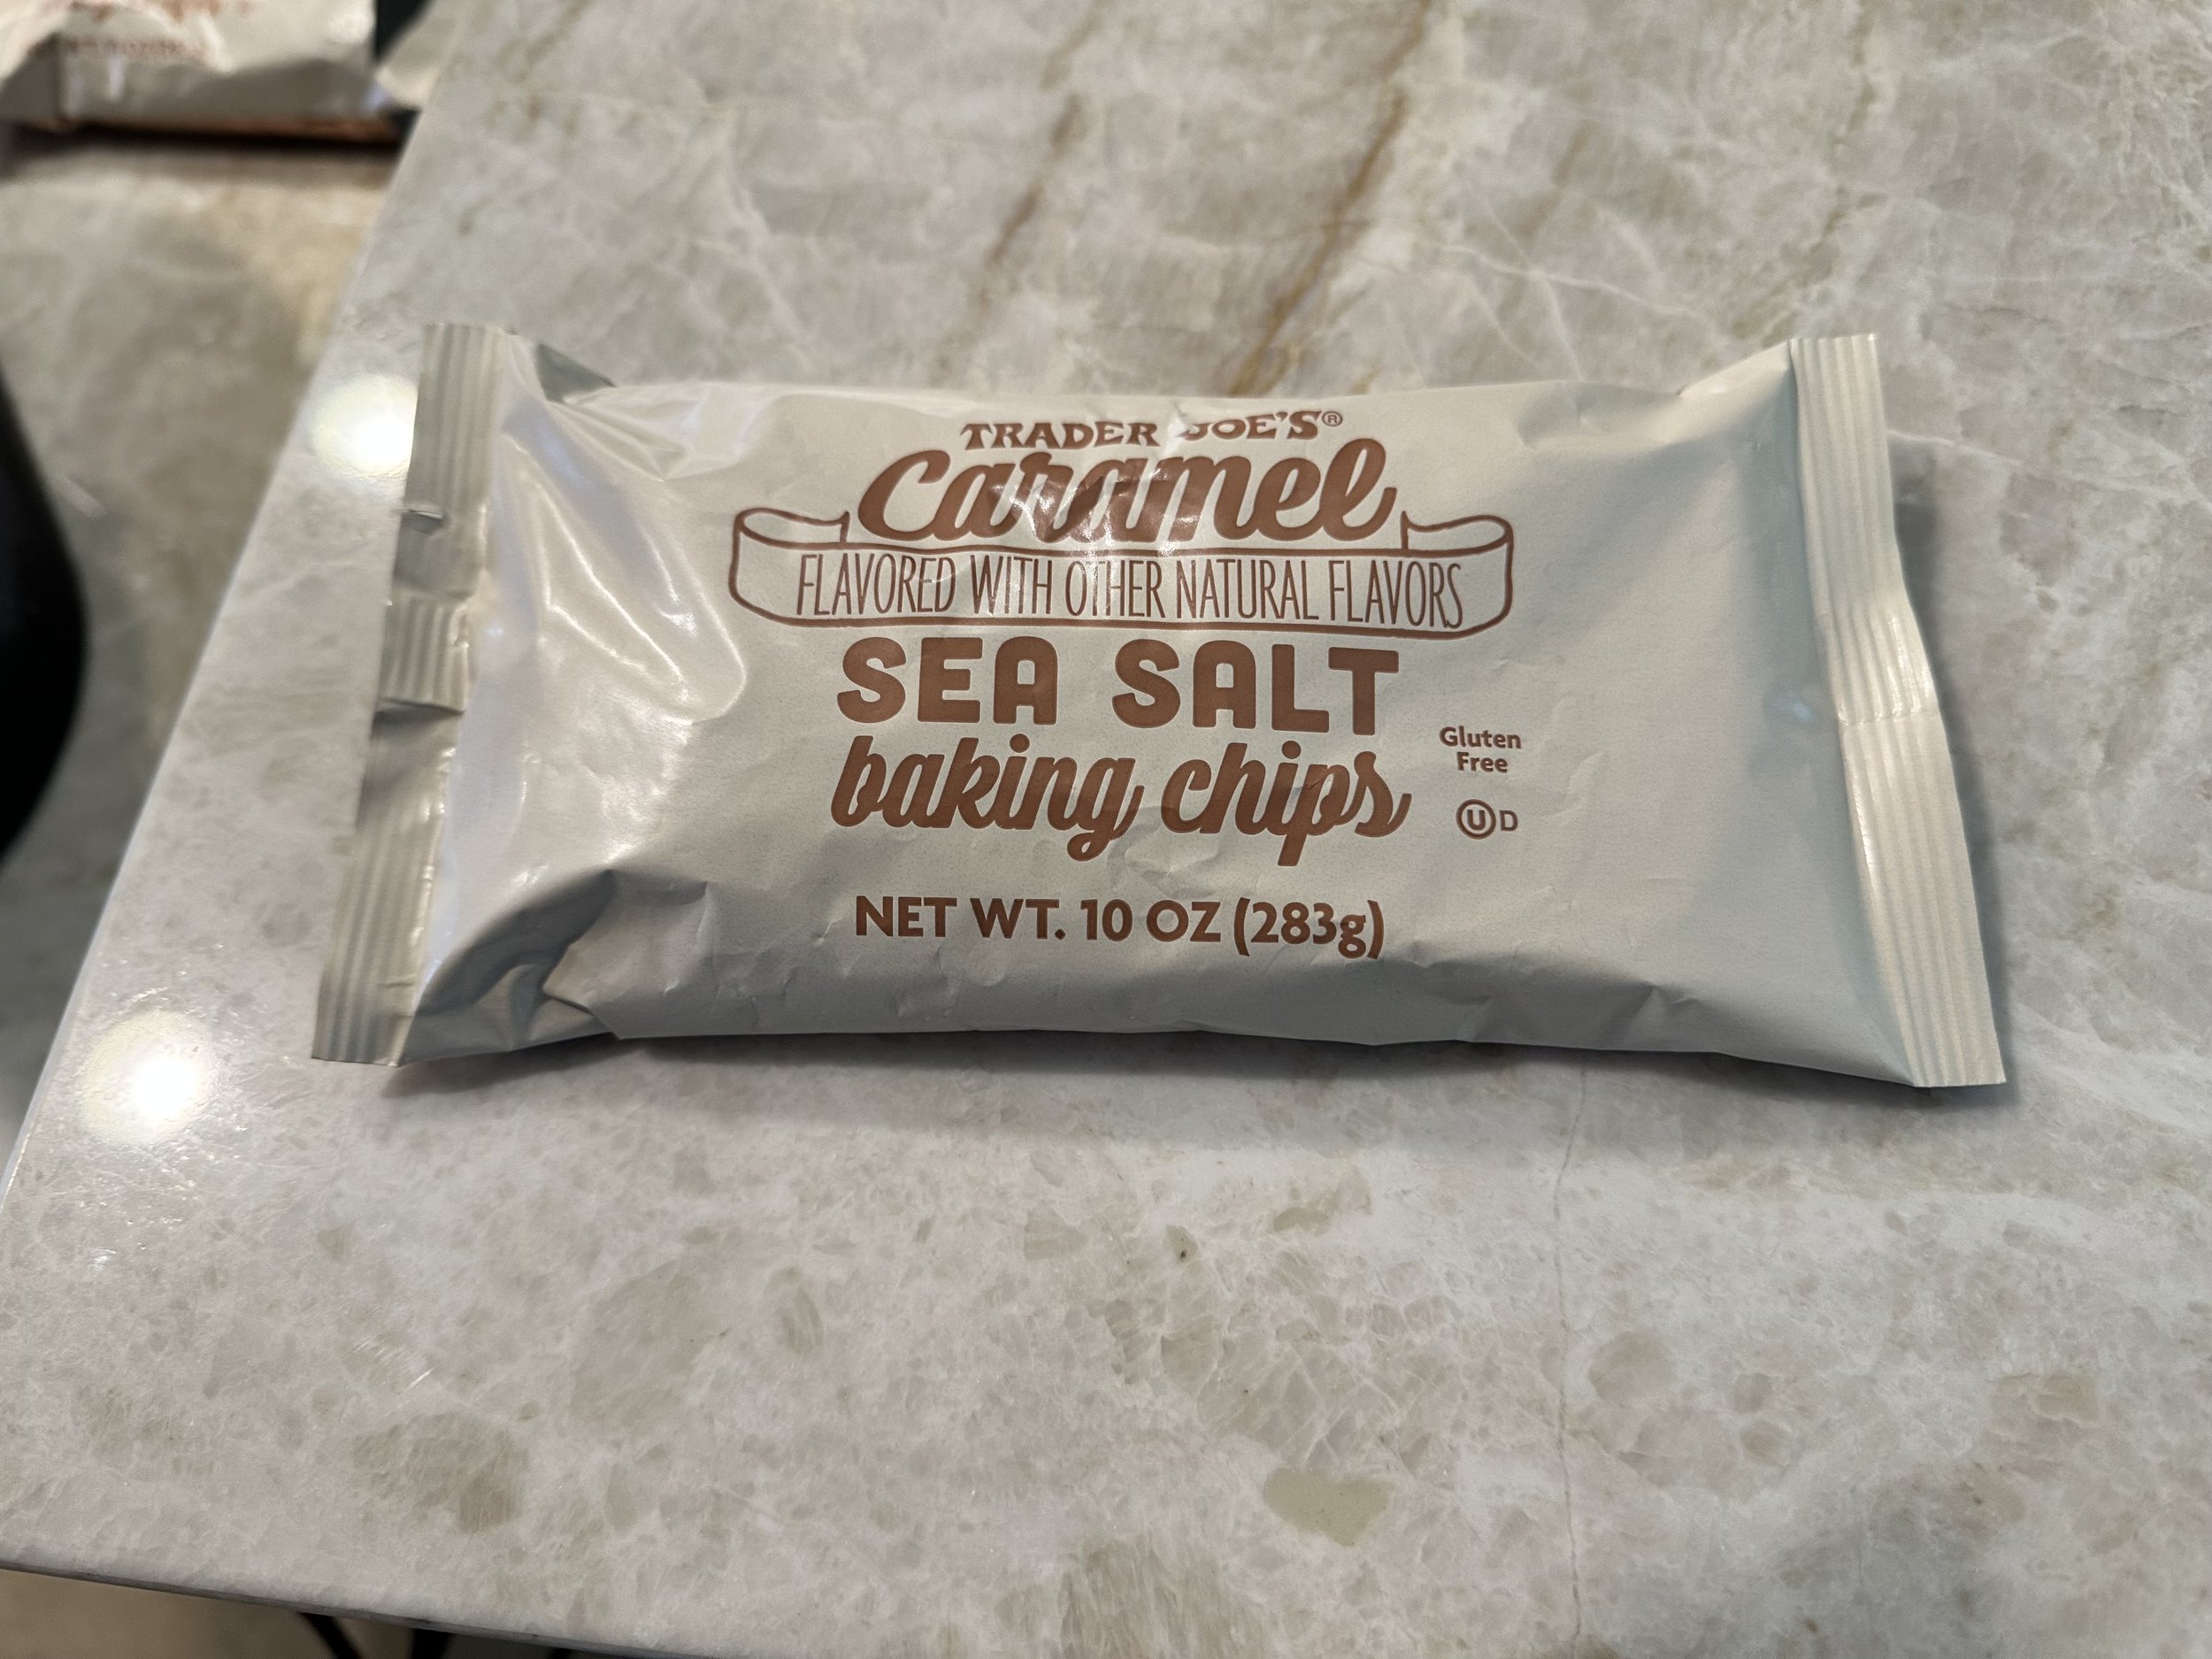 TRADER JOE'S®
Caramel
FLAVORED WITH OTHER NATURAL FLAVORS
SEA SALT
baking chips
Gluten
Free
UD
NET WT. 10 OZ (283g)